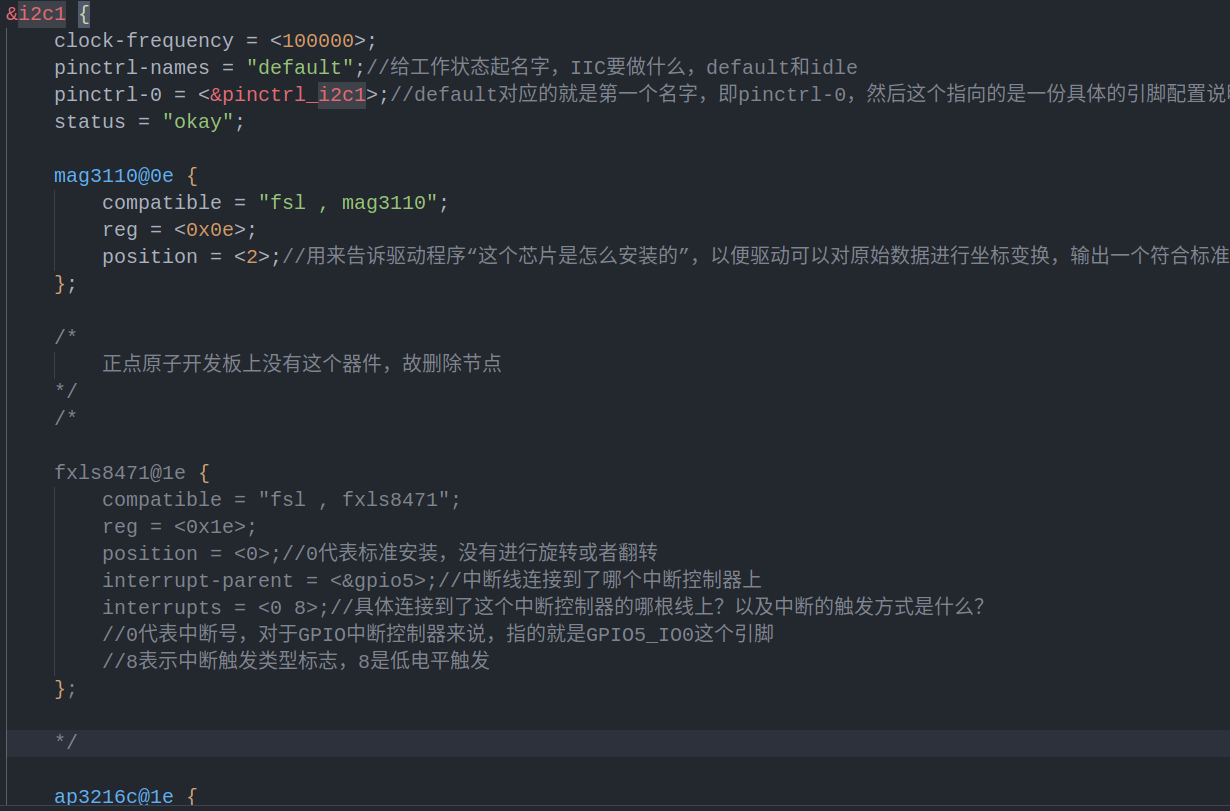 &i2c1 {
clock-frequency = <100000>;
pinctrl-names = "default";//给工作状态起名字，IIC要做什么，default和idle
pinctrl-0 = <&pinctrl_i2c1>;//default对应的就是第一个名字，即pinctrl-0，然后这个指向的是一份具体的引脚配置说明
status = "okay";
mag3110@0e {
compatible = "fsl , mag3110";
reg = <0x0e>;
position = <2>;//用来告诉驱动程序“这个芯片是怎么安装的”，以便驱动可以对原始数据进行坐标变换，输出一个符合标准
};
/*
正点原子开发板上没有这个器件，故删除节点
*/
/*
fxls8471@1e {
compatible = "fsl , fxls8471";
reg = <0x1e>;
position = <0>;//0代表标准安装，没有进行旋转或者翻转
interrupt-parent = <&gpio5>;//中断线连接到了哪个中断控制器上
interrupts = <0 8>;//具体连接到了这个中断控制器的哪根线上？以及中断的触发方式是什么？
//0代表中断号，对于GPIO中断控制器来说，指的就是GPIO5_IO0这个引脚
//8表示中断触发类型标志，8是低电平触发
};
*/
ap3216c@1e {